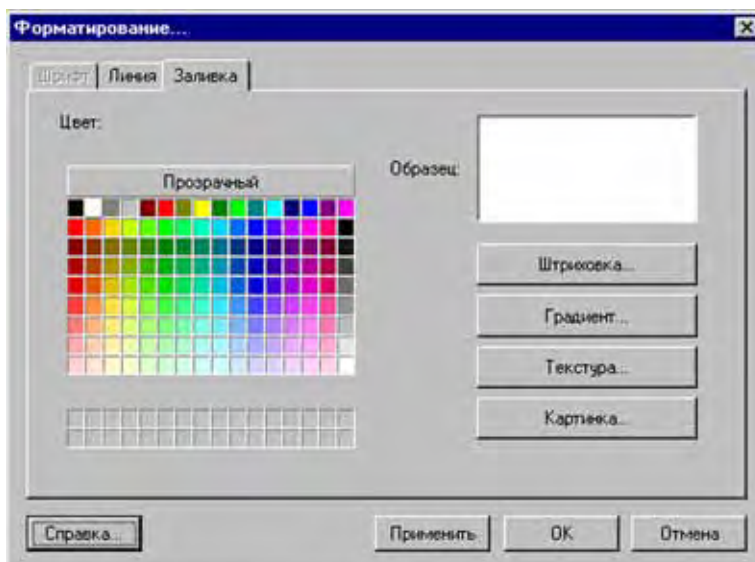 Форматирование...
Шрифт Линия Заливка
Цвет:
Прозрачный
Образец:
Штриховка...
Градиент...
Текстура...
Картинка...
Справка... Применить OK Отмена